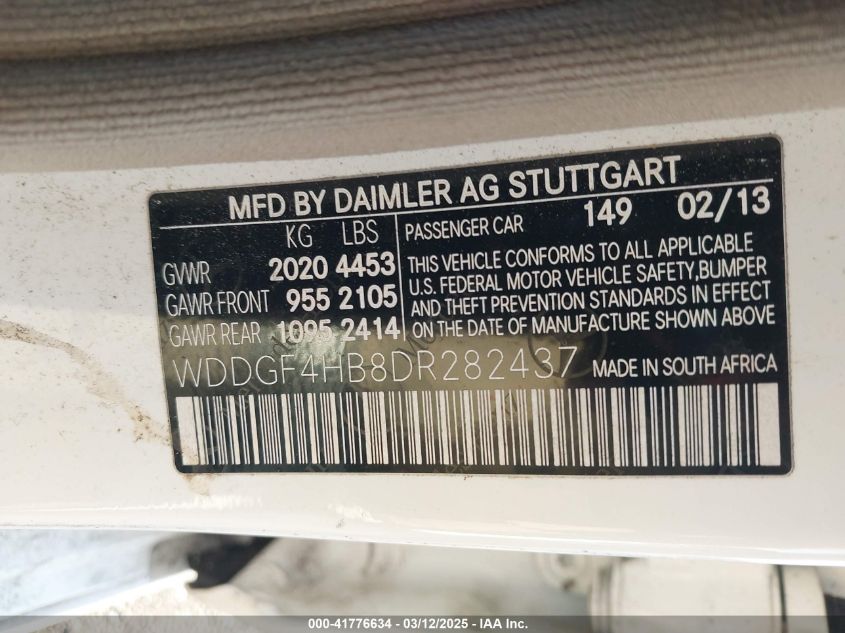 MFD BY DAIMLER AG STUTTGART
KG LBS
GVWR 2020 4453
GAWR FRONT 955 2105
GAWR REAR 1095 2414
PASSENGER CAR 149 02/13
THIS VEHICLE CONFORMS TO ALL APPLICABLE
U.S. FEDERAL MOTOR VEHICLE SAFETY, BUMPER
AND THEFT PREVENTION STANDARDS IN EFFECT
ON THE DATE OF MANUFACTURE SHOWN ABOVE
WDDGF4HB8DR282437 MADE IN SOUTH AFRICA
000-41776634 - 03/12/2025 - IAA Inc.